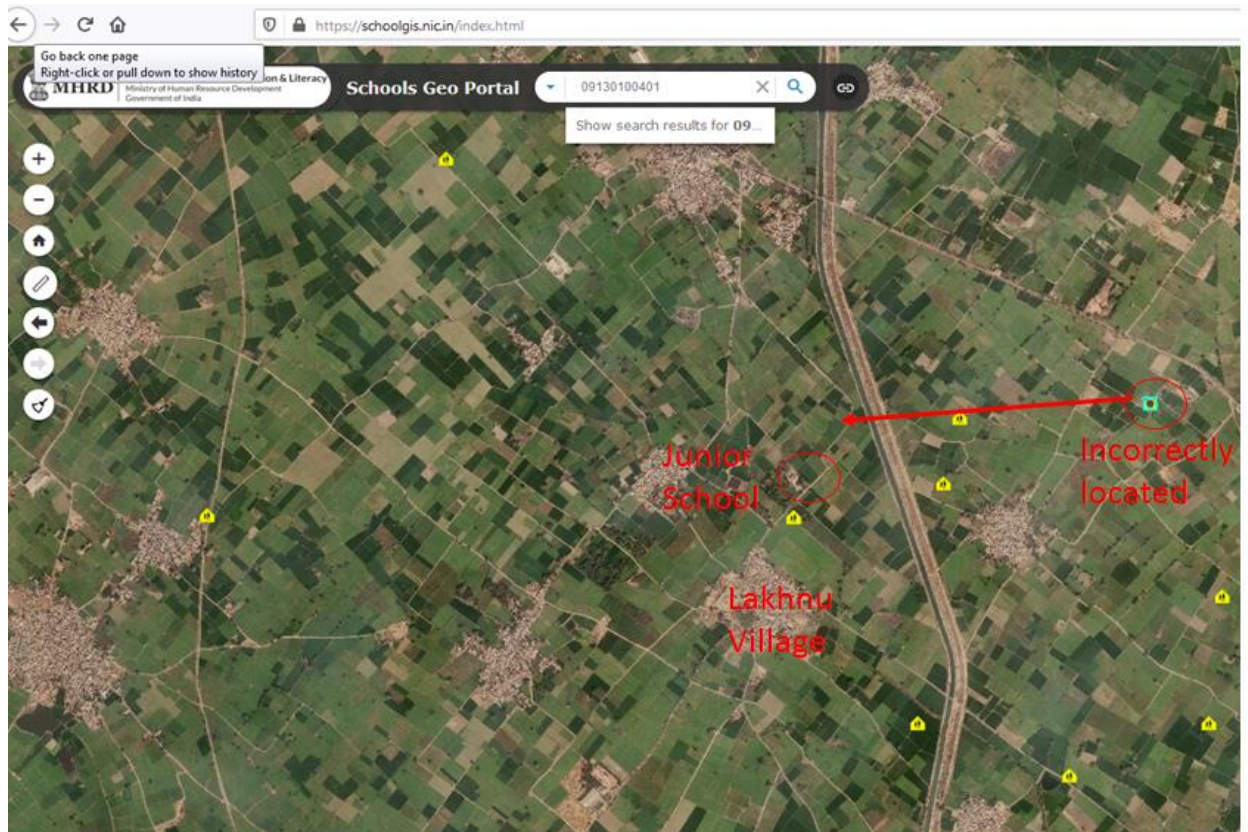 https://schoolgis.nic.in/index.html
Go back one page
Right-click or pull down to show history
on & Literacy
MHRD
Ministry of Human Resource Development
Government of India
Schools Geo Portal
09130100401
Show search results for 09...
Junior
School
Incorrectly
located
Lakhnu
Village